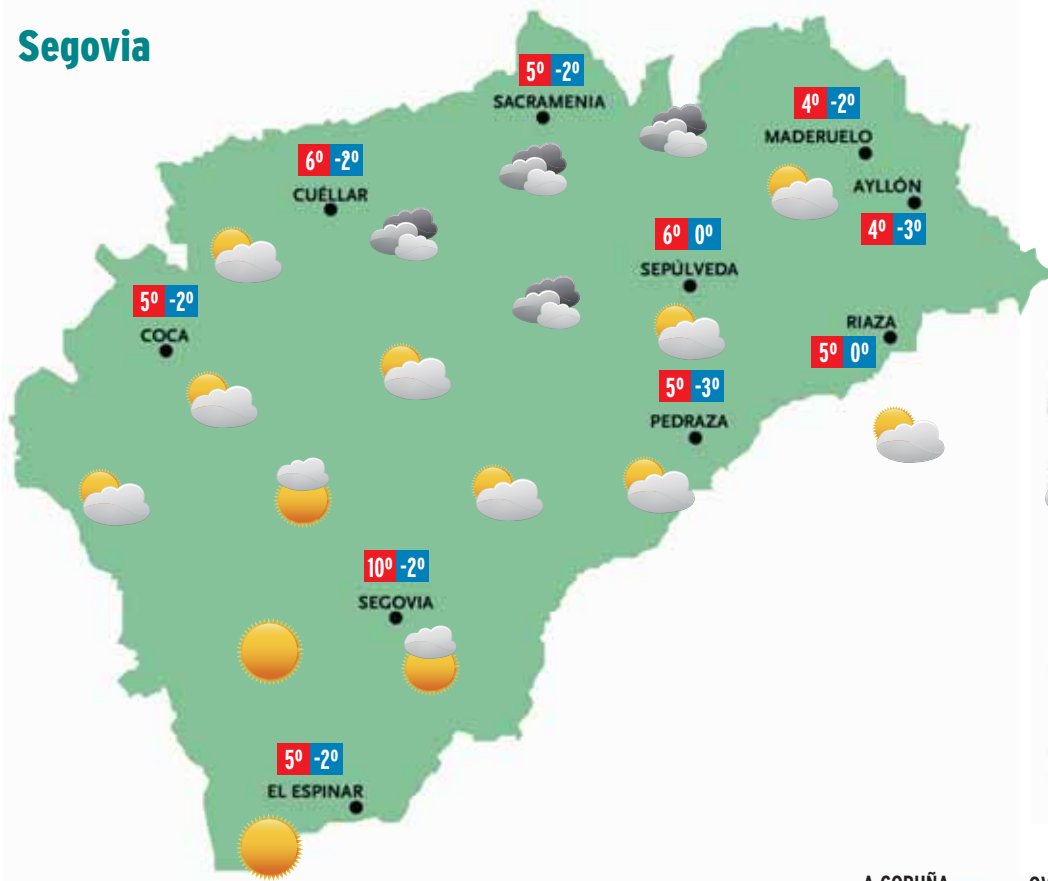 Segovia
5º -2º
SACRAMENIA
4º -2º
MADERUELO
6º -2º
CUÉLLAR
AYLLÓN
4º -3º
6º 0º
SEPÚLVEDA
5º -2º
COCA
RIAZA
5º 0º
5º -3º
PEDRAZA
10º -2º
SEGOVIA
5º -2º
EL ESPINAR
A CORUÑA